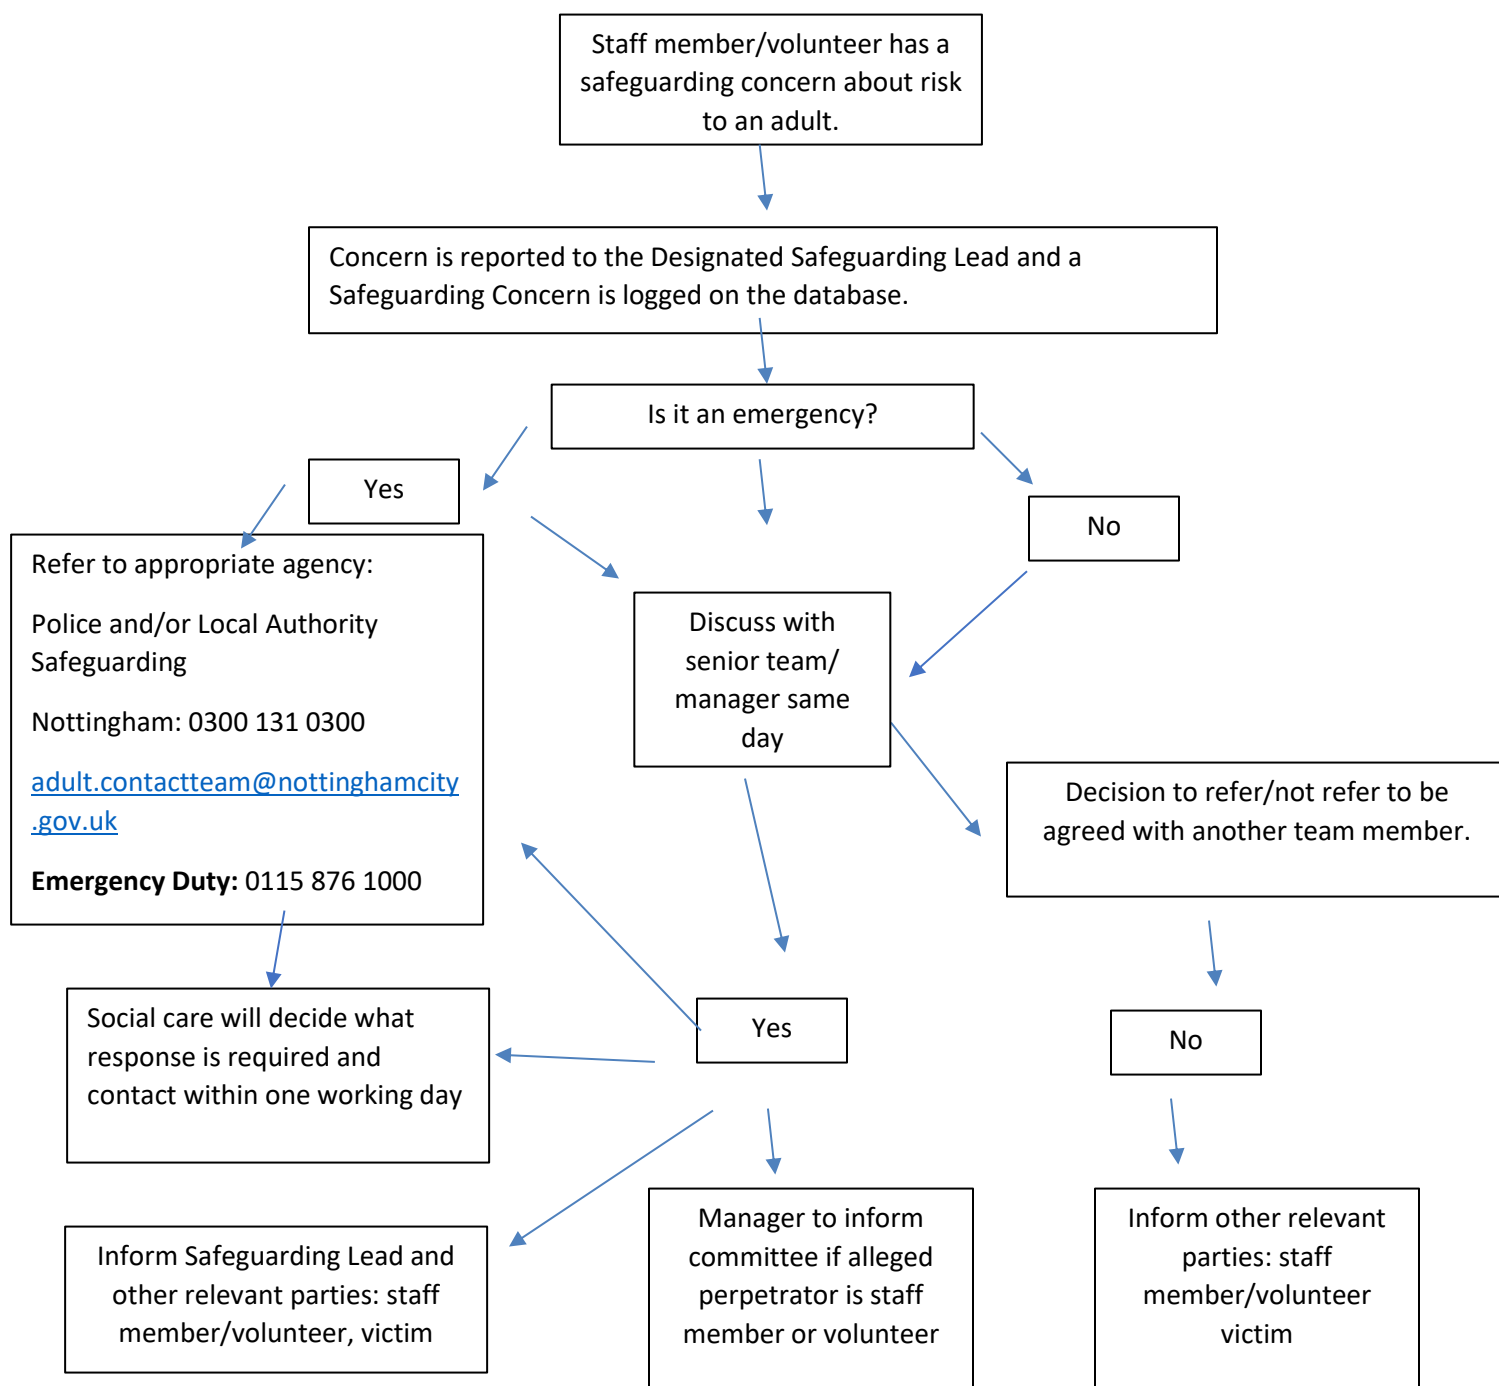 Staff member/volunteer has a
safeguarding concern about risk
to an adult.
Concern is reported to the Designated Safeguarding Lead and a
Safeguarding Concern is logged on the database.
Is it an emergency?
Yes
No
Refer to appropriate agency:
Police and/or Local Authority
Safeguarding
Nottingham: 0300 131 0300
adult.contactteam@nottinghamcity
.gov.uk
Emergency Duty: 0115 876 1000
Discuss with
senior team/
manager same
day
Decision to refer/not refer to be
agreed with another team member.
Social care will decide what
response is required and
contact within one working day
Yes
No
Inform Safeguarding Lead and
other relevant parties: staff
member/volunteer, victim
Manager to inform
committee if alleged
perpetrator is staff
member or volunteer
Inform other relevant
parties: staff
member/volunteer
victim